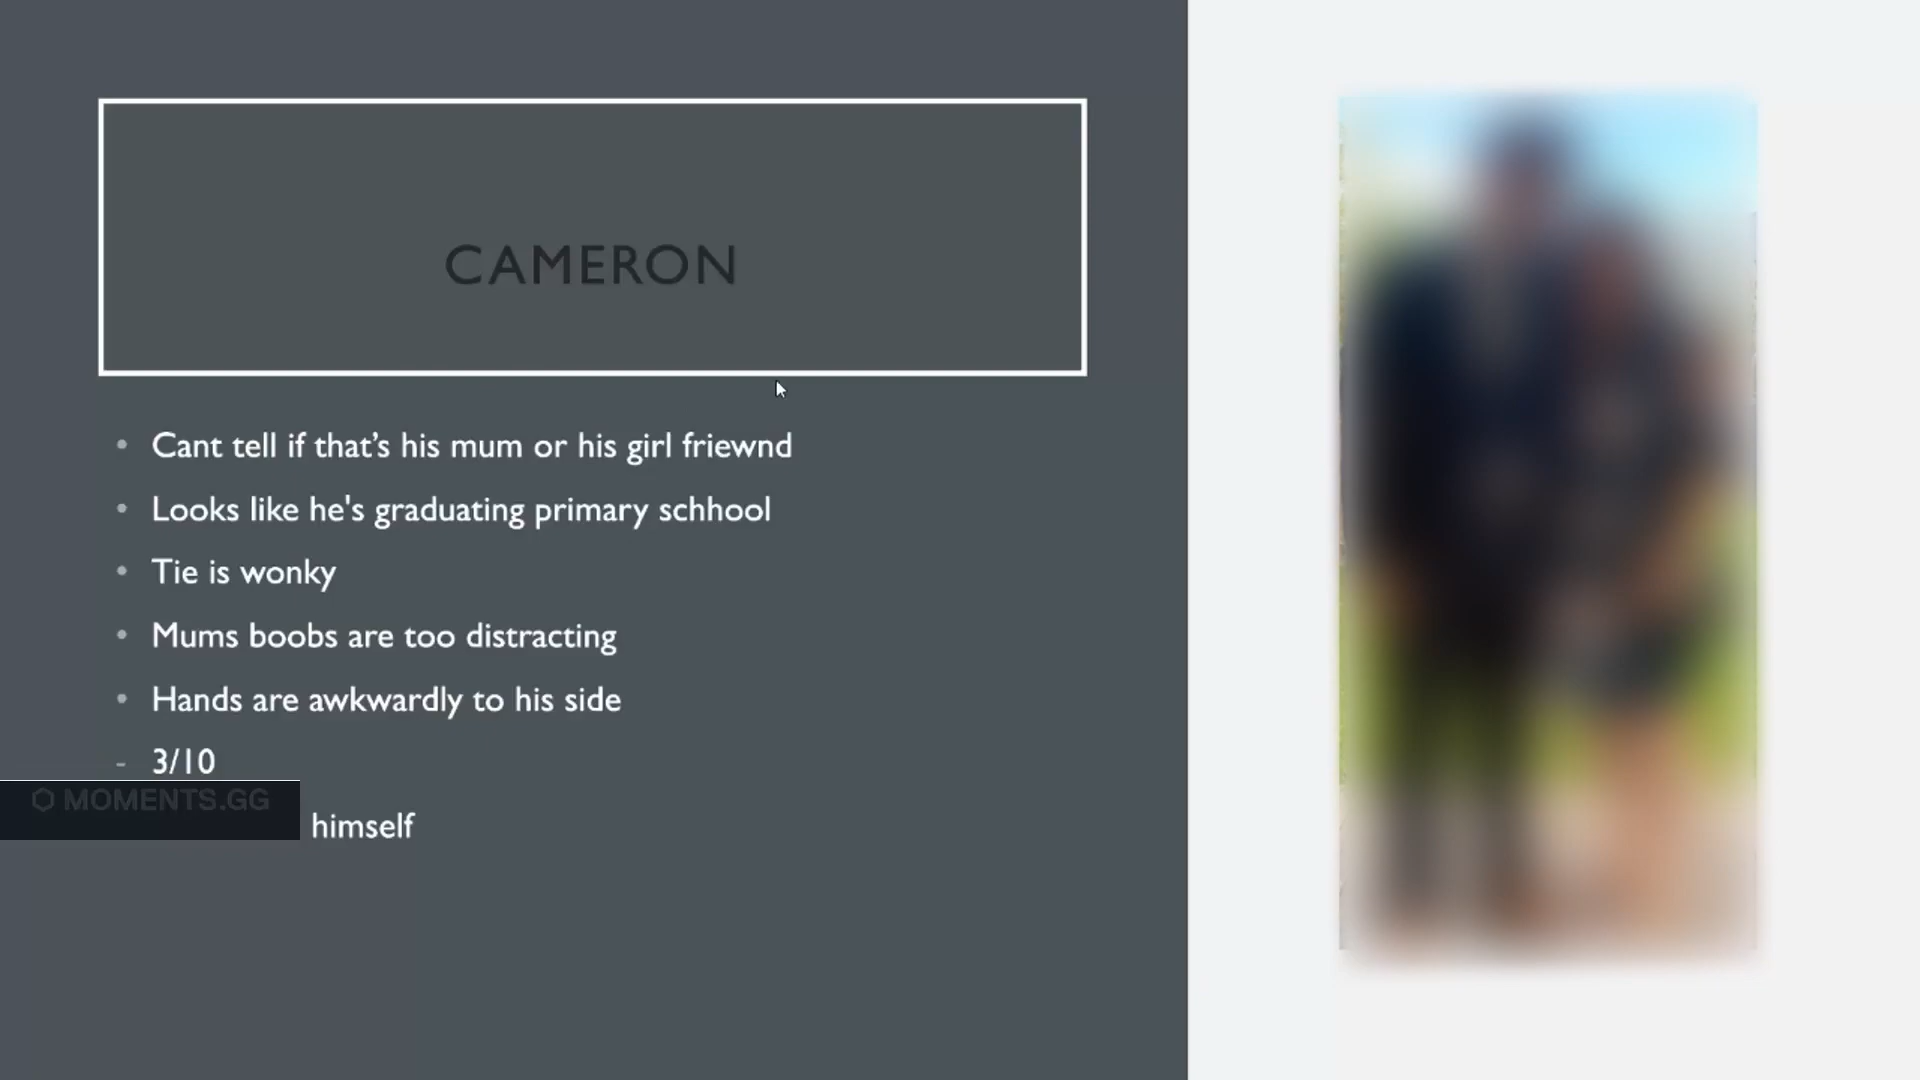 CAMERON
Cant tell if that's his mum or his girl friewnd
Looks like he's graduating primary schhool
Tie is wonky
Mums boobs are too distracting
Hands are awkwardly to his side
- 3/10
MOMENTS.GG
himself